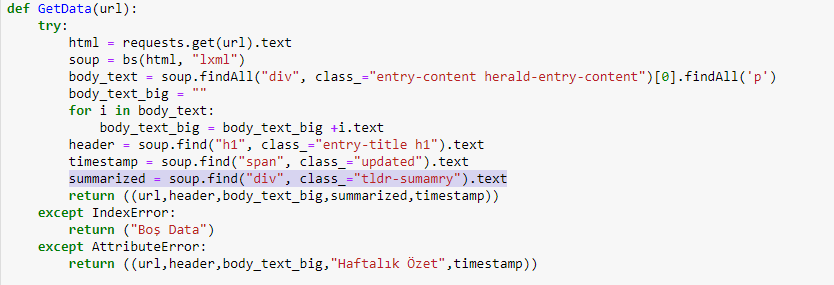 def GetData(url):
    try:
        html = requests.get(url).text
        soup = bs(html, "lxml")
        body_text = soup.findAll("div", class_="entry-content herald-entry-content")[0].findAll('p')
        body_text_big = ""
        for i in body_text:
            body_text_big = body_text_big +i.text
        header = soup.find("h1", class_="entry-title h1").text
        timestamp = soup.find("span", class_="updated").text
        summarized = soup.find("div", class_="tldr-sumamry").text
        return ((url,header,body_text_big,summarized,timestamp))
    except IndexError:
        return ("Boş Data")
    except AttributeError:
        return ((url,header,body_text_big,"Haftalık Özet",timestamp))